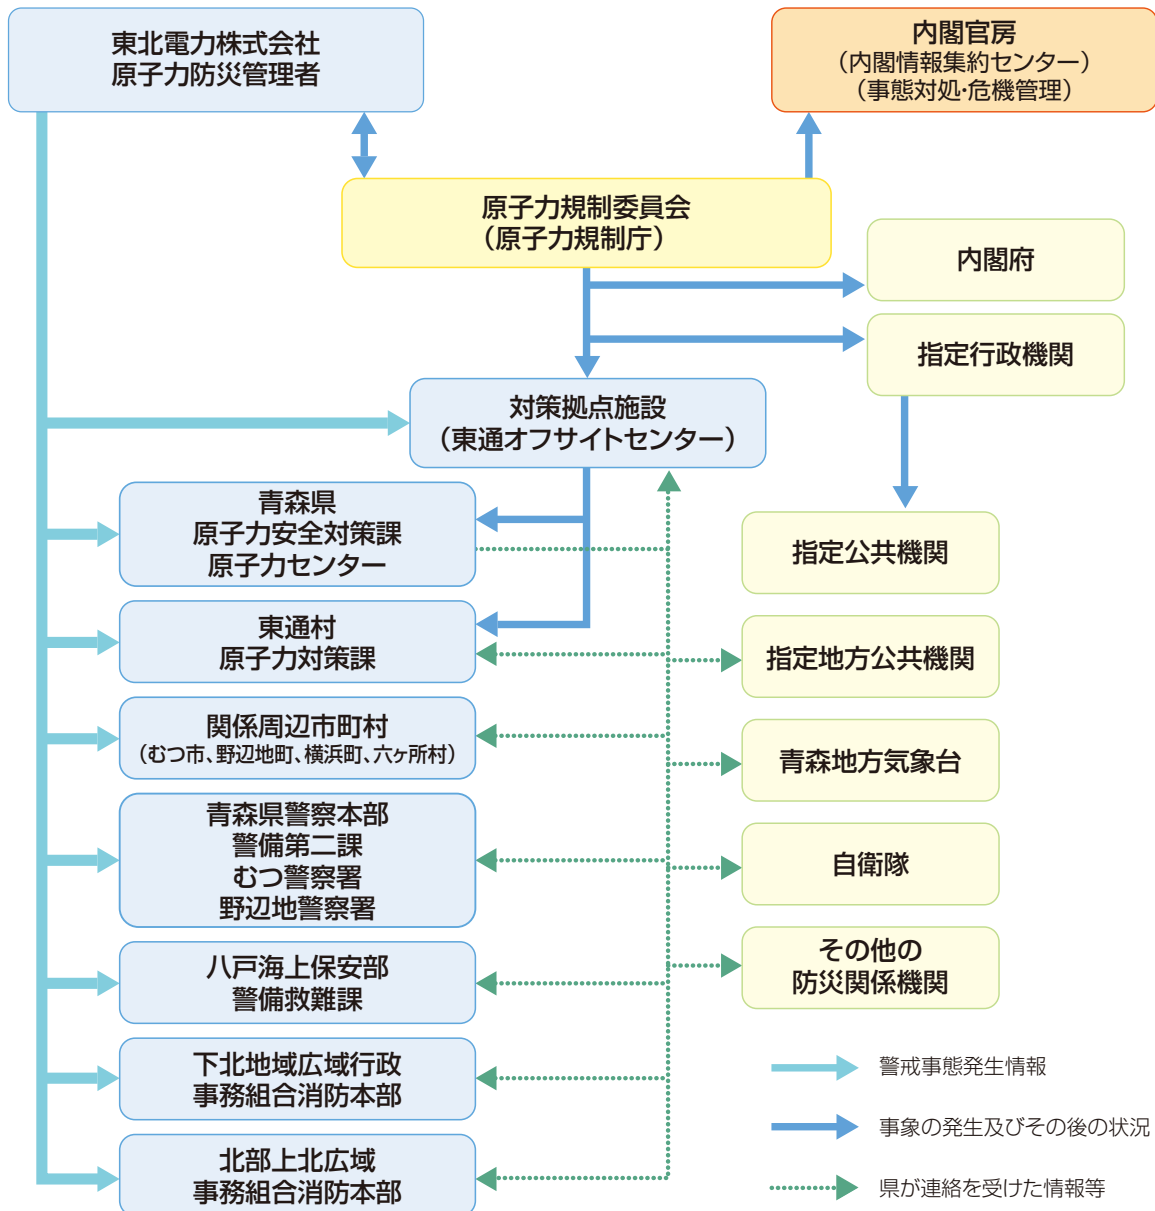 東北電力株式会社
原子力防災管理者
内閣官房
（内閣情報集約センター）
（事態対処・危機管理）
原子力規制委員会
（原子力規制庁）
内閣府
指定行政機関
対策拠点施設
（東通オフサイトセンター）
青森県
原子力安全対策課
原子力センター
指定公共機関
東通村
原子力対策課
指定地方公共機関
関係周辺市町村
（むつ市、野辺地町、横浜町、六ヶ所村）
青森地方気象台
青森県警察本部
警備第二課
むつ警察署
野辺地警察署
自衛隊
八戸海上保安部
警備救難課
その他の
防災関係機関
下北地域広域行政
事務組合消防本部
北部上北広域
事務組合消防本部
警戒事態発生情報
事象の発生及びその後の状況
県が連絡を受けた情報等